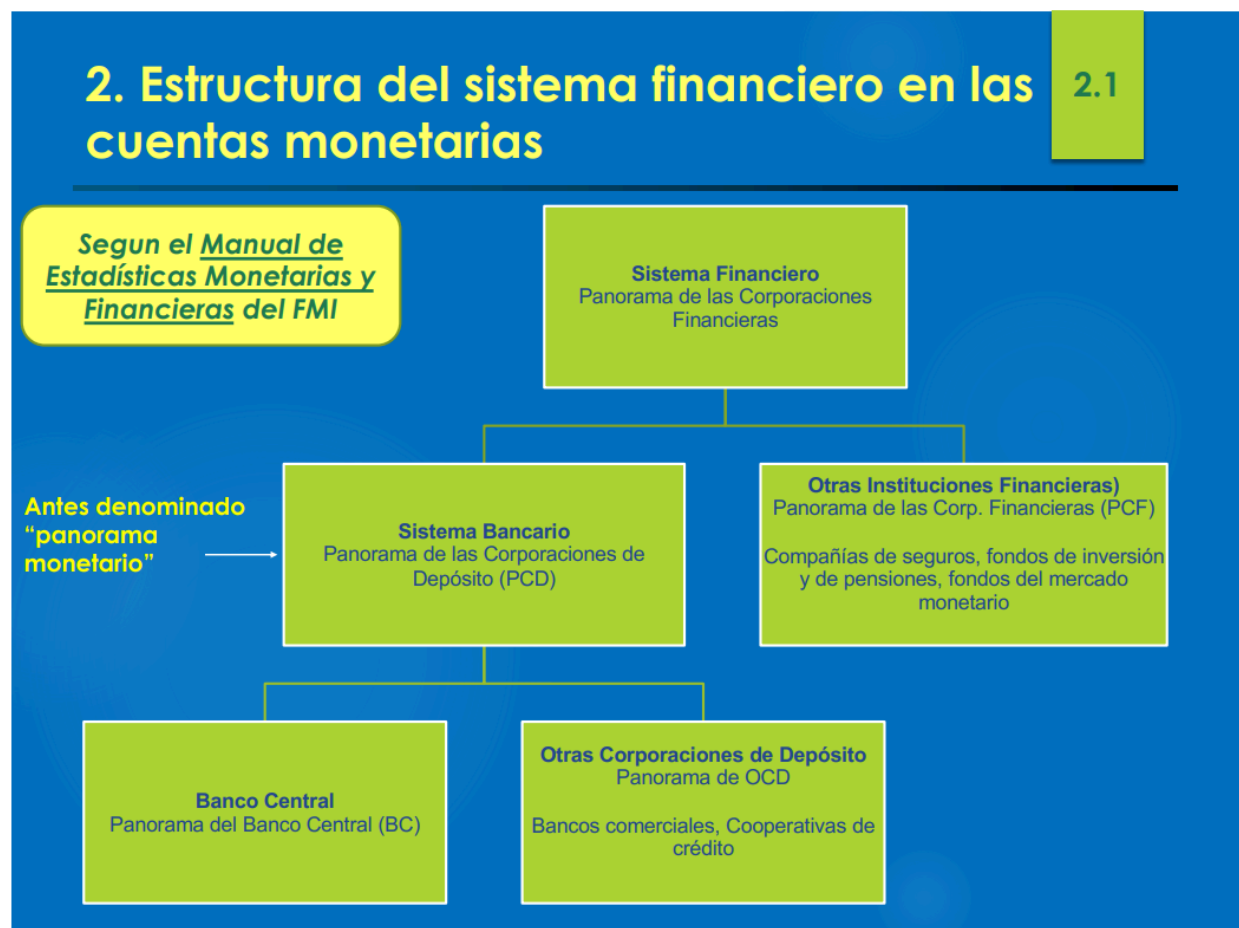 2. Estructura del sistema financiero en las
cuentas monetarias
2.1
Segun el Manual de
Estadísticas Monetarias y
Financieras del FMI
Sistema Financiero
Panorama de las Corporaciones
Financieras
Antes denominado
“panorama
monetario”
Sistema Bancario
Panorama de las Corporaciones de
Depósito (PCD)
Otras Instituciones Financieras)
Panorama de las Corp. Financieras (PCF)
Compañías de seguros, fondos de inversión
y de pensiones, fondos del mercado
monetario
Banco Central
Panorama del Banco Central (BC)
Otras Corporaciones de Depósito
Panorama de OCD
Bancos comerciales, Cooperativas de
crédito